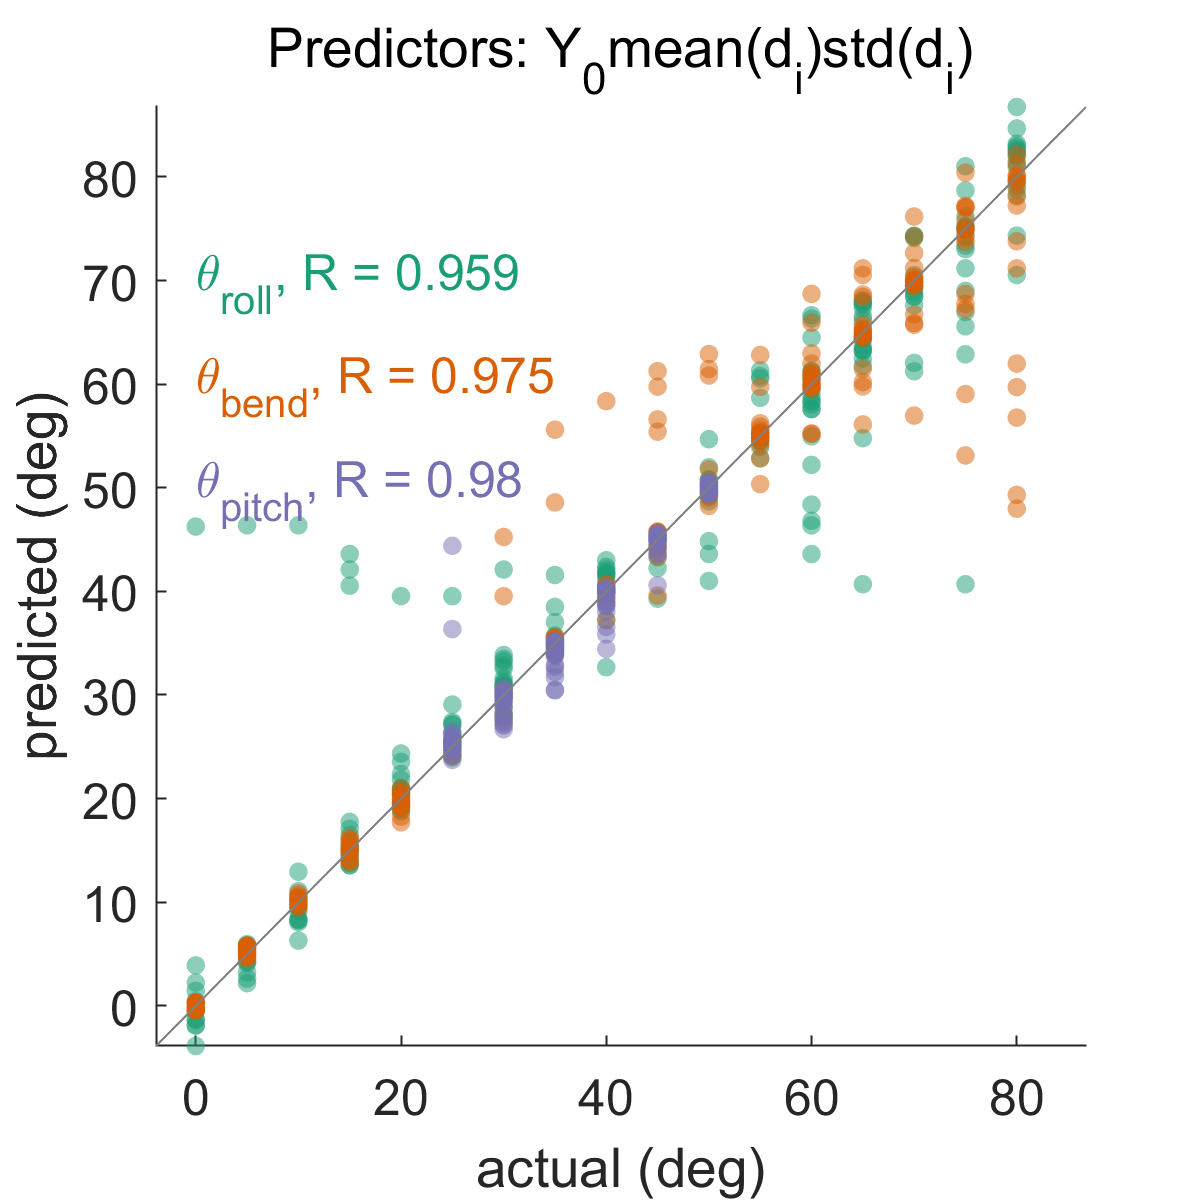 Predictors: Y₀mean(dᵢ)std(dᵢ)
θroll, R = 0.959
θbend, R = 0.975
θpitch, R = 0.98
predicted (deg)
80
70
60
50
40
30
20
10
0
0 20 40 60 80
actual (deg)